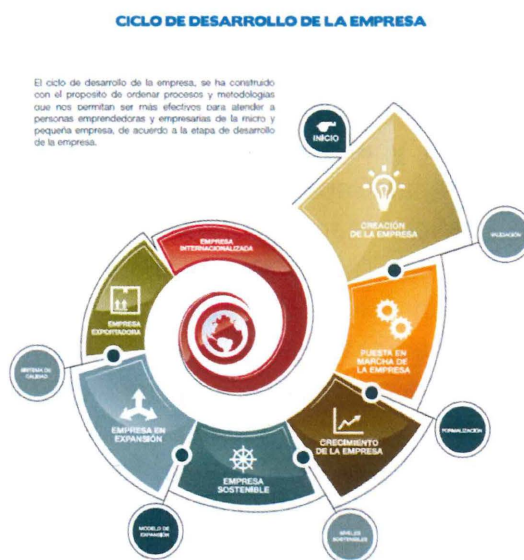 CICLO DE DESARROLLO DE LA EMPRESA
El ciclo de desarrollo de la empresa, se ha construido
con el proposito de ordenar procesos y metodologías
que nos permitan ser más efectivos para atender a
personas emprendedoras y empresarias de la micro y
pequeña empresa, de acuerdo a la etapa de desarrollo
de la empresa.
INICIO
CREACIÓN
DE LA EMPRESA
VALIDACIÓN
PUESTA EN
MARCHA DE
LA EMPRESA
FORMALIZACIÓN
CRECIMIENTO
DE LA EMPRESA
NIVELES
SOSTENIBLES
EMPRESA
SOSTENIBLE
MODELO DE
EXPANSIÓN
EMPRESA EN
EXPANSIÓN
SISTEMA DE
CALIDAD
EMPRESA
EXPORTADORA
EMPRESA
INTERNACIONALIZADA